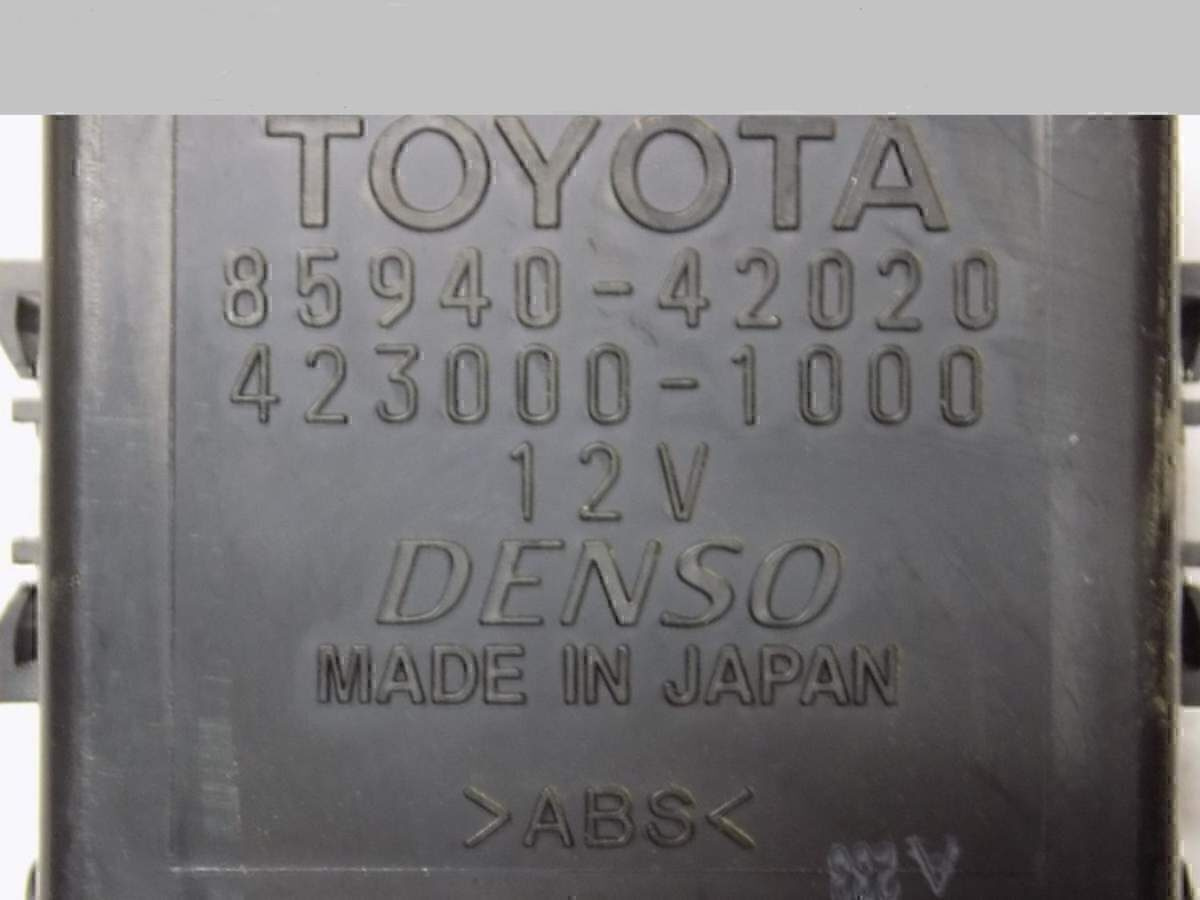 TOYOTA
85940-42020
423000-1000
12V
DENSO
MADE IN JAPAN
>ABS<